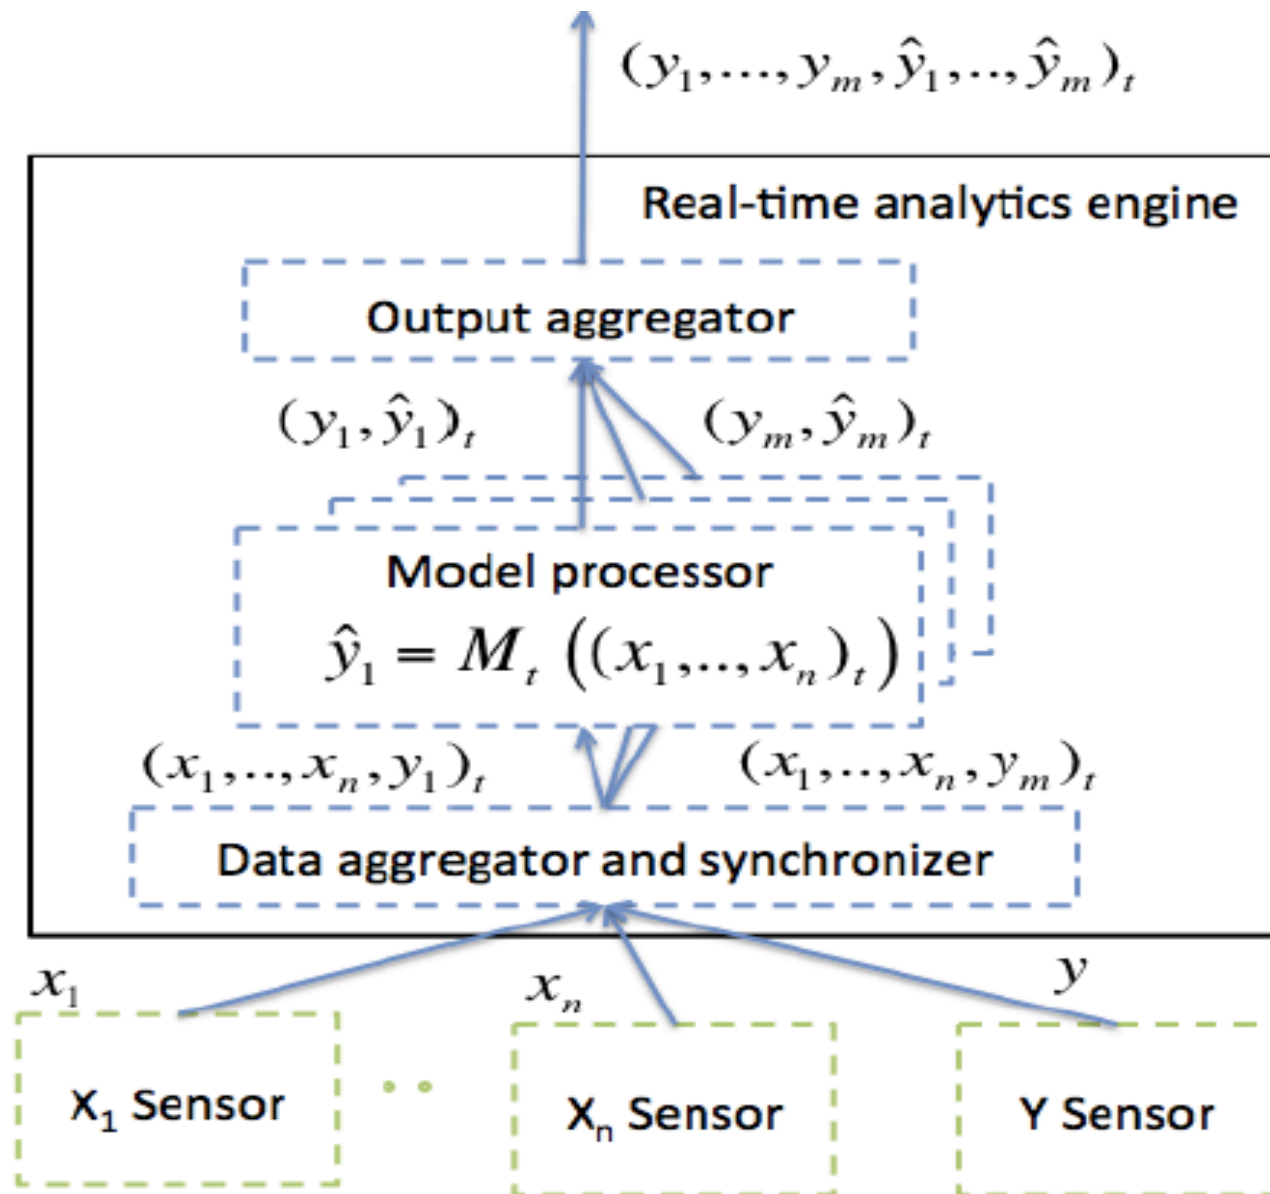 (y₁,...,yₘ,ŷ₁,..,ŷₘ)ₜ
Real-time analytics engine
Output aggregator
(y₁,ŷ₁)ₜ
(yₘ,ŷₘ)ₜ
Model processor
ŷ₁ = Mₜ ((x₁,..,xₙ)ₜ)
(x₁,..,xₙ,y₁)ₜ
(x₁,..,xₙ,yₘ)ₜ
Data aggregator and synchronizer
x₁
xₙ
y
X₁ Sensor
Xₙ Sensor
Y Sensor